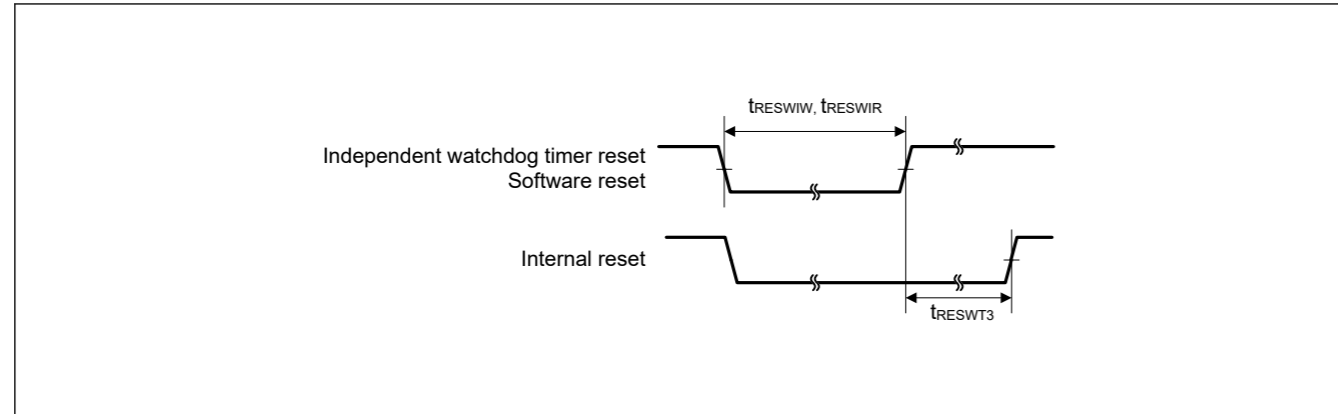 tRESWIW, tRESWIR
Independent watchdog timer reset
Software reset
Internal reset
tRESWT3